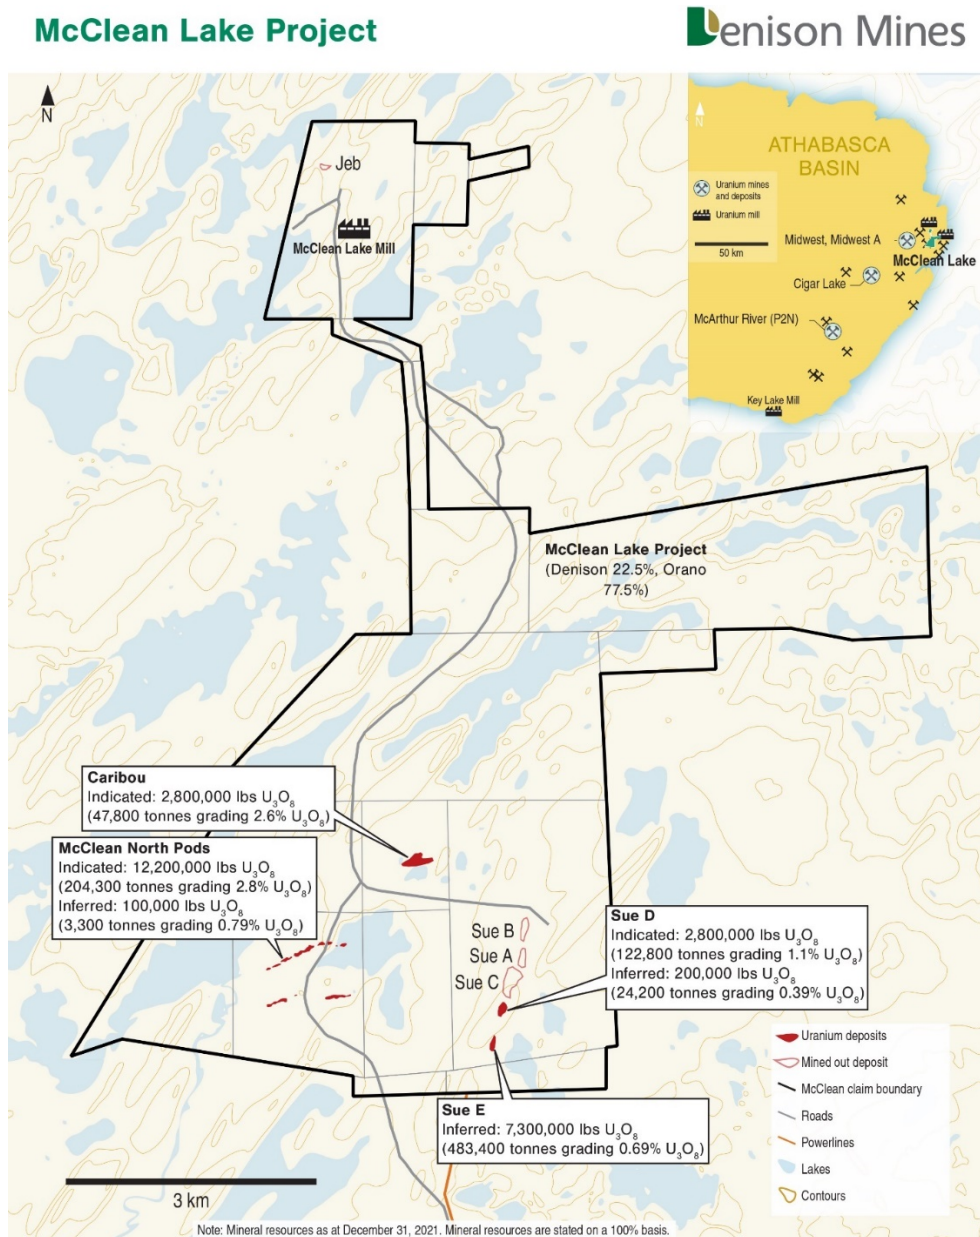 McClean Lake Project
Denison Mines
N
Jeb
McClean Lake Mill
N
ATHABASCA
BASIN
Uranium mines
and deposits
Uranium mill
50 km
Midwest, Midwest A
McClean Lake
Cigar Lake
McArthur River (P2N)
Key Lake Mill
McClean Lake Project
(Denison 22.5%, Orano
77.5%)
Caribou
Indicated: 2,800,000 lbs U₃O₈
(47,800 tonnes grading 2.6% U₃O₈)
McClean North Pods
Indicated: 12,200,000 lbs U₃O₈
(204,300 tonnes grading 2.8% U₃O₈)
Inferred: 100,000 lbs U₃O₈
(3,300 tonnes grading 0.79% U₃O₈)
Sue B
Sue A
Sue C
Sue D
Indicated: 2,800,000 lbs U₃O₈
(122,800 tonnes grading 1.1% U₃O₈)
Inferred: 200,000 lbs U₃O₈
(24,200 tonnes grading 0.39% U₃O₈)
Sue E
Inferred: 7,300,000 lbs U₃O₈
(483,400 tonnes grading 0.69% U₃O₈)
Uranium deposits
Mined out deposit
McClean claim boundary
Roads
Powerlines
Lakes
Contours
3 km
Note: Mineral resources as at December 31, 2021. Mineral resources are stated on a 100% basis.